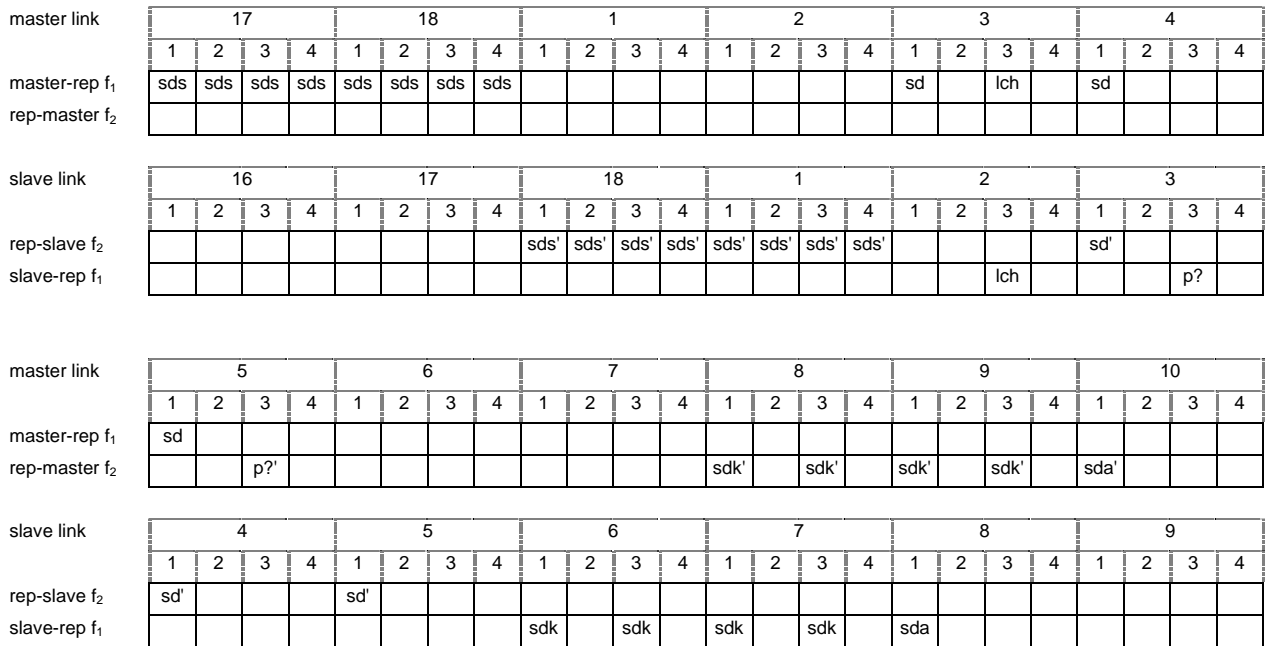 master link 17 18 1 2 3 4
1 2 3 4 1 2 3 4 1 2 3 4 1 2 3 4 1 2 3 4 1 2 3 4
master-rep f₁ sds sds sds sds sds sds sds sds sd lch sd
rep-master f₂
slave link 16 17 18 1 2 3
1 2 3 4 1 2 3 4 1 2 3 4 1 2 3 4 1 2 3 4 1 2 3 4
rep-slave f₂ sds' sds' sds' sds' sds' sds' sds' sds' sd'
slave-rep f₁ lch p?
master link 5 6 7 8 9 10
1 2 3 4 1 2 3 4 1 2 3 4 1 2 3 4 1 2 3 4 1 2 3 4
master-rep f₁ sd
rep-master f₂ p?' sdk' sdk' sdk' sdk' sda'
slave link 4 5 6 7 8 9
1 2 3 4 1 2 3 4 1 2 3 4 1 2 3 4 1 2 3 4 1 2 3 4
rep-slave f₂ sd' sd'
slave-rep f₁ sdk sdk sdk sdk sda